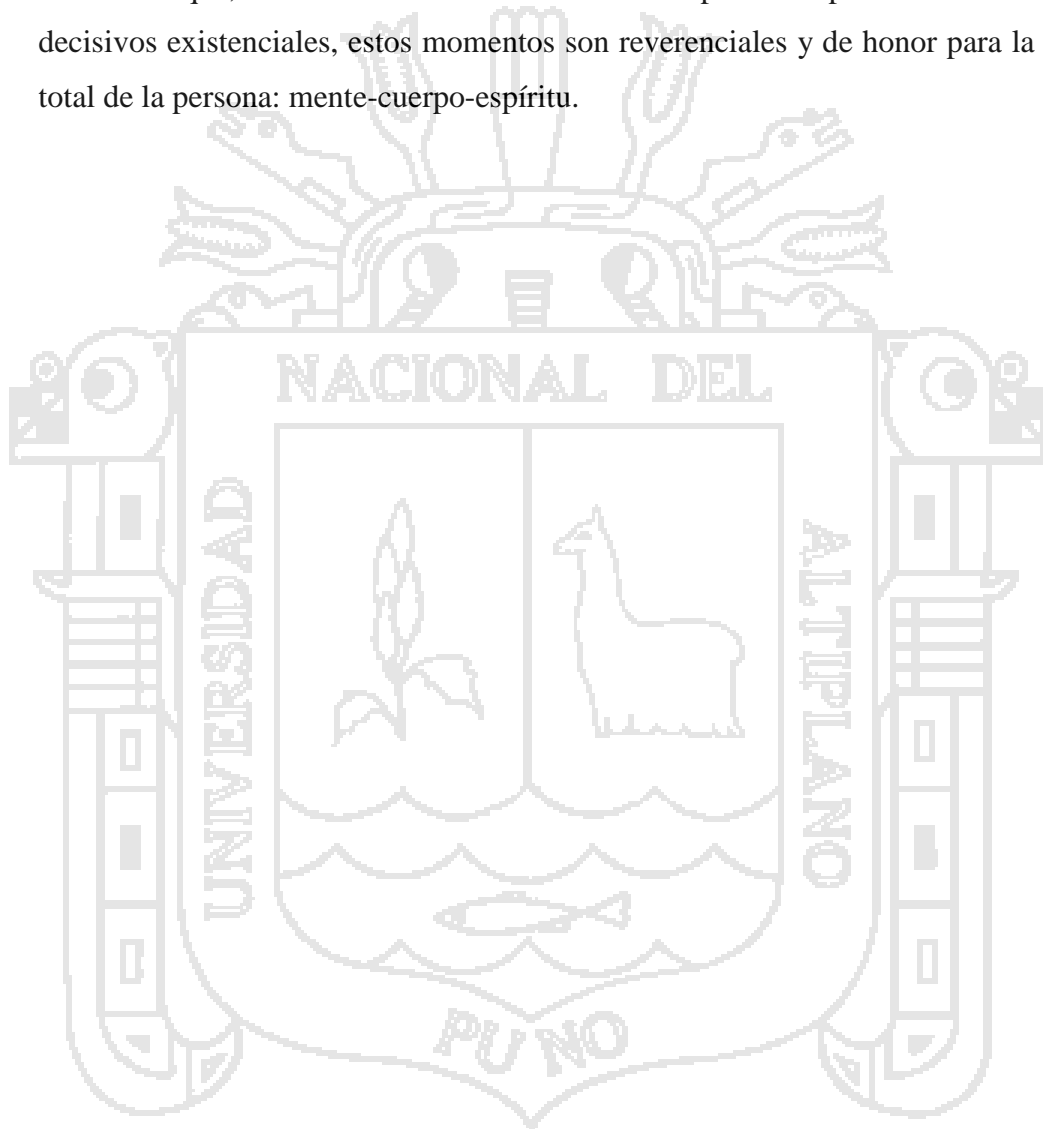 decisivos existenciales, estos momentos son reverenciales y de honor para la
total de la persona: mente-cuerpo-espíritu.
NACIONAL DEL
UNIVERSIDAD
ALTIPLANO
PUNO